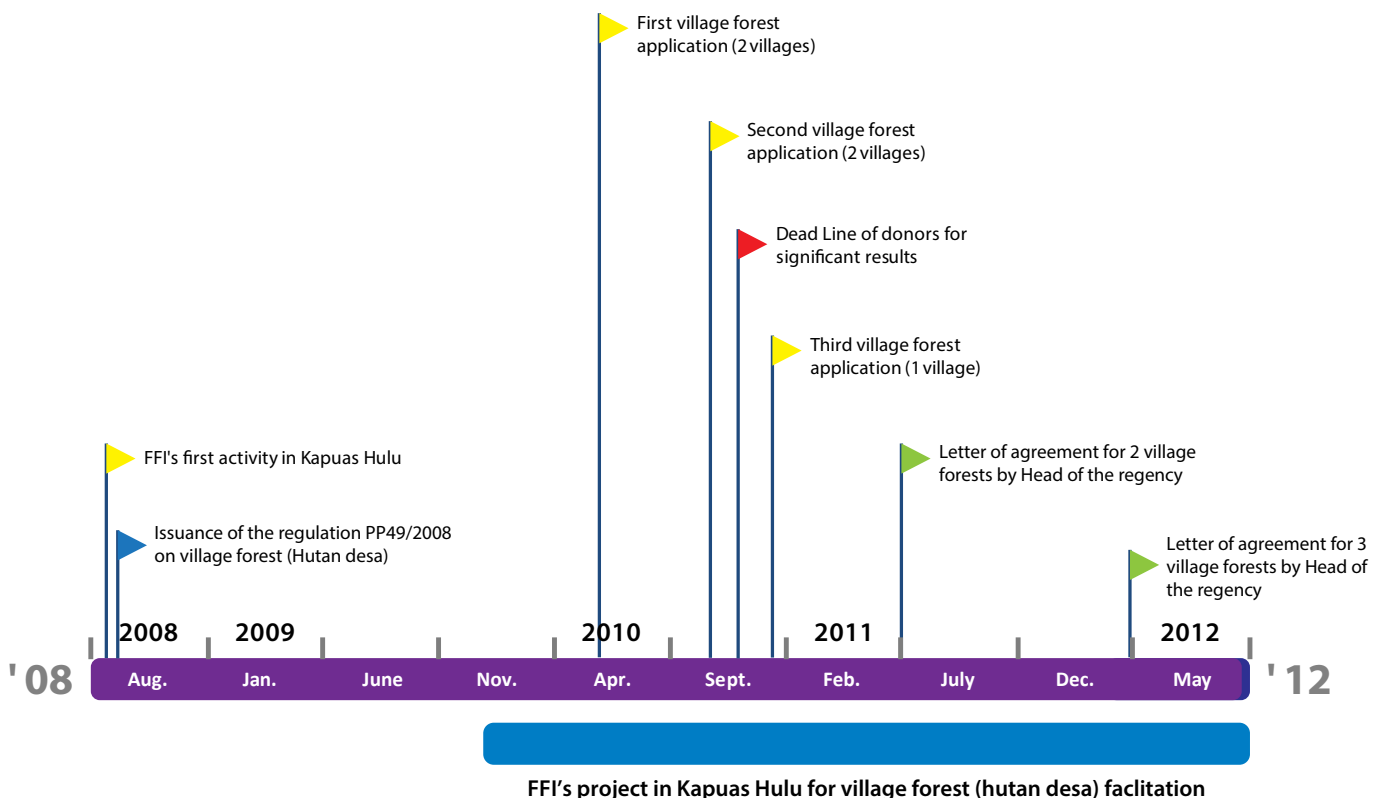 First village forest
application (2 villages)
Second village forest
application (2 villages)
Dead Line of donors for
significant results
Third village forest
application (1 village)
FFI's first activity in Kapuas Hulu
Issuance of the regulation PP49/2008
on village forest (Hutan desa)
Letter of agreement for 2 village
forests by Head of the regency
Letter of agreement for 3
village forests by Head of
the regency
2008 2009 2010 2011 2012
'08 Aug. Jan. June Nov. Apr. Sept. Feb. July Dec. May '12
FFI's project in Kapuas Hulu for village forest (hutan desa) faclitation